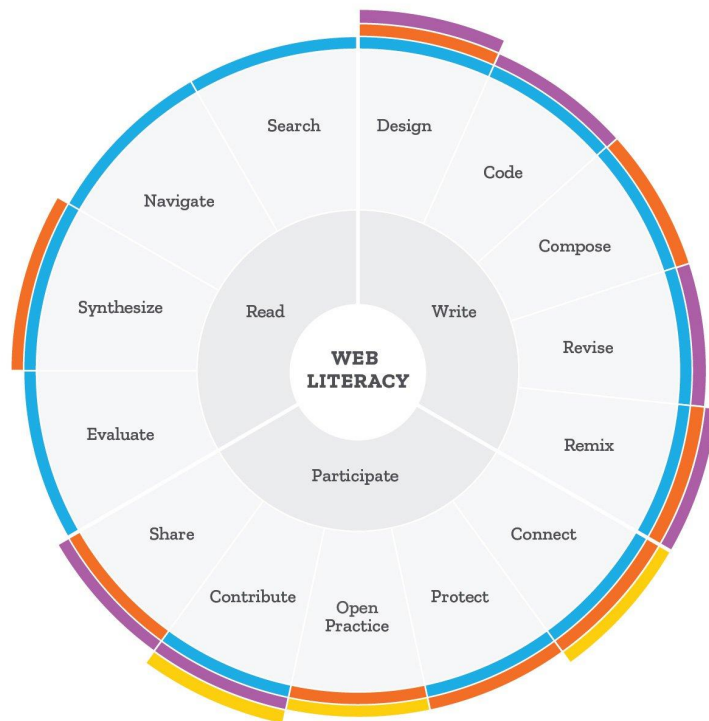 Search
Design
Navigate
Code
Synthesize
Compose
Read
Write
Revise
WEB
LITERACY
Evaluate
Remix
Participate
Share
Connect
Contribute
Open
Practice
Protect